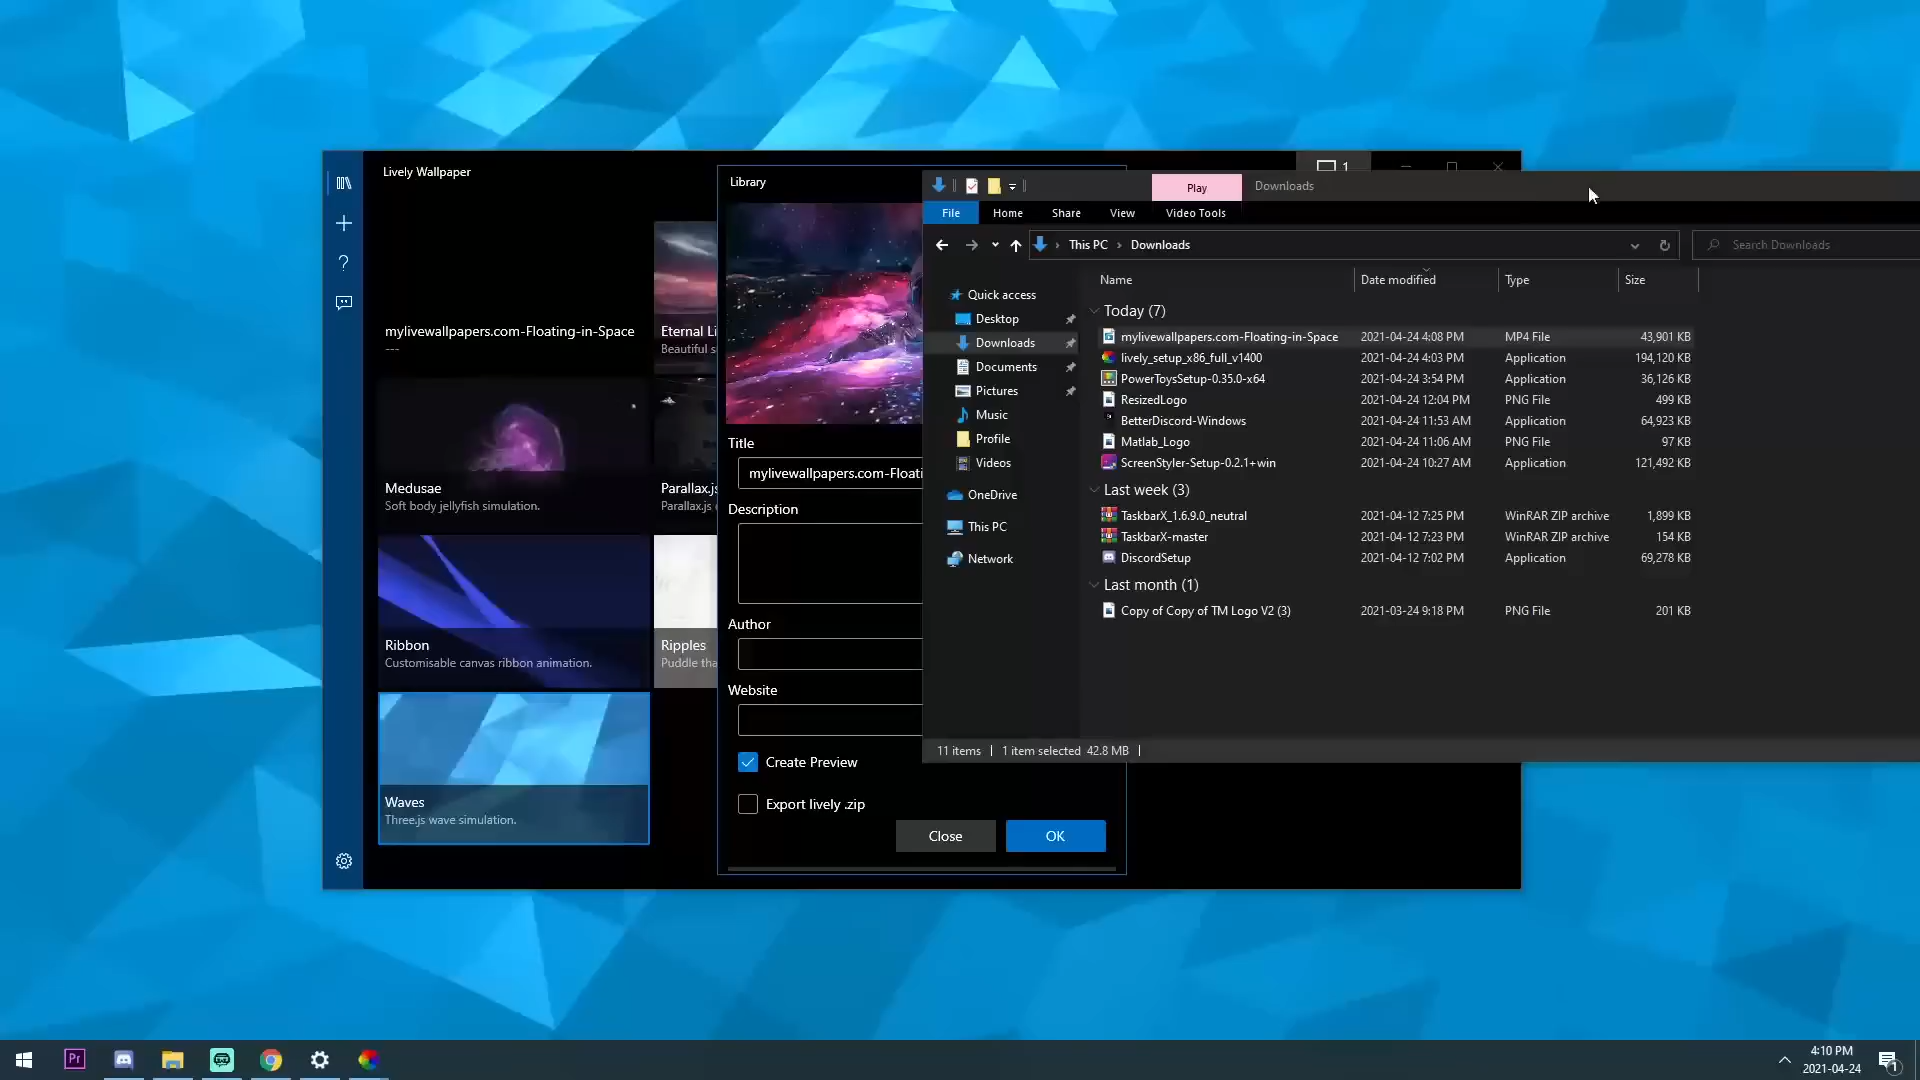 Lively Wallpaper
1
mylivewallpapers.com-Floating-in-Space
---
Eternal Li
Beautiful s
Medusae
Soft body jellyfish simulation.
Parallax.js
Parallax.js
Ribbon
Customisable canvas ribbon animation.
Ripples
Puddle tha
Waves
Three.js wave simulation.
Library
Title
mylivewallpapers.com-Floati
Description
Author
Website
Create Preview
Export lively .zip
Close
OK
Play
Downloads
File
Home
Share
View
Video Tools
This PC
Downloads
Search Downloads
Quick access
Desktop
Downloads
Documents
Pictures
Music
Profile
Videos
OneDrive
This PC
Network
Name Date modified Type Size
Today (7)
mylivewallpapers.com-Floating-in-Space 2021-04-24 4:08 PM MP4 File 43,901 KB
lively_setup_x86_full_v1400 2021-04-24 4:03 PM Application 194,120 KB
PowerToysSetup-0.35.0-x64 2021-04-24 3:54 PM Application 36,126 KB
ResizedLogo 2021-04-24 12:04 PM PNG File 499 KB
BetterDiscord-Windows 2021-04-24 11:53 AM Application 64,923 KB
Matlab_Logo 2021-04-24 11:06 AM PNG File 97 KB
ScreenStyler-Setup-0.2.1+win 2021-04-24 10:27 AM Application 121,492 KB
Last week (3)
TaskbarX_1.6.9.0_neutral 2021-04-12 7:25 PM WinRAR ZIP archive 1,899 KB
TaskbarX-master 2021-04-12 7:23 PM WinRAR ZIP archive 154 KB
DiscordSetup 2021-04-12 7:02 PM Application 69,278 KB
Last month (1)
Copy of Copy of TM Logo V2 (3) 2021-03-24 9:18 PM PNG File 201 KB
11 items 1 item selected 42.8 MB
Pr
4:10 PM
2021-04-24
1